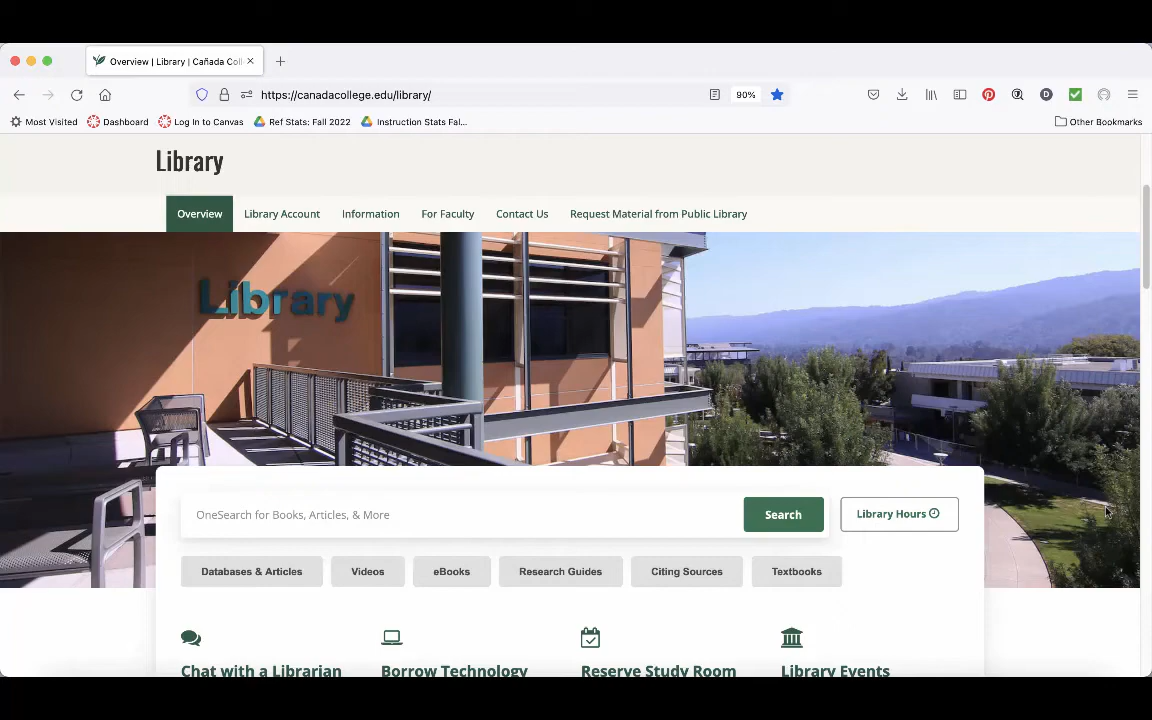 Overview | Library | Cañada Coll
https://canadacollege.edu/library/
90%
Most Visited
Dashboard
Log In to Canvas
Ref Stats: Fall 2022
Instruction Stats Fal...
Other Bookmarks
Library
Overview
Library Account
Information
For Faculty
Contact Us
Request Material from Public Library
Library
OneSearch for Books, Articles, & More
Search
Library Hours
Databases & Articles
Videos
eBooks
Research Guides
Citing Sources
Textbooks
Chat with a Librarian
Borrow Technology
Reserve Study Room
Library Events